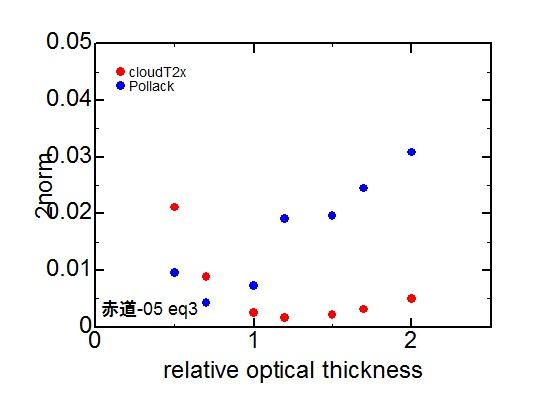 0.05
cloudT2x
Pollack
0.04
0.03
2norm
0.02
0.01
赤道-05 eq3
0
0
1
2
relative optical thickness